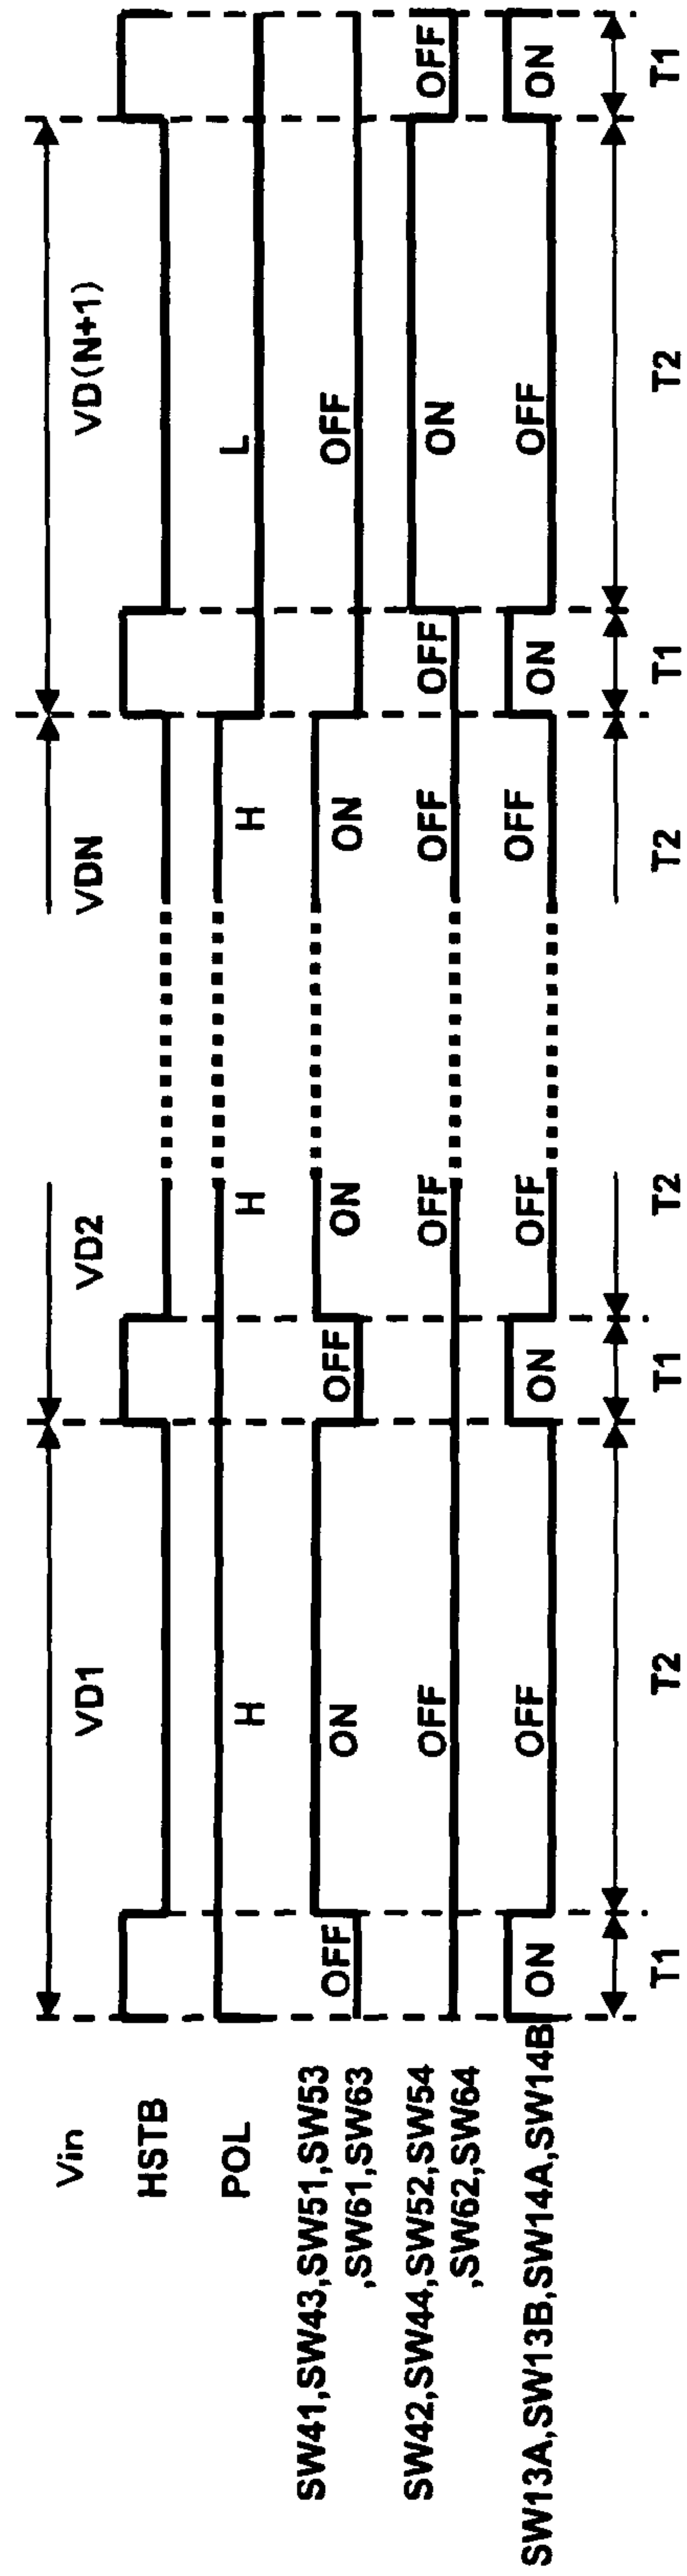 Vin VD1 VD2 VDN VD(N+1)
HSTB
POL H H H L
SW41,SW43,SW51,SW53 OFF ON OFF ON ON OFF
,SW61,SW63
SW42,SW44,SW52,SW54 OFF OFF OFF OFF ON OFF
,SW62,SW64
SW13A,SW13B,SW14A,SW14B ON OFF ON OFF OFF ON OFF ON
T1 T2 T1 T2 T2 T1 T2 T1